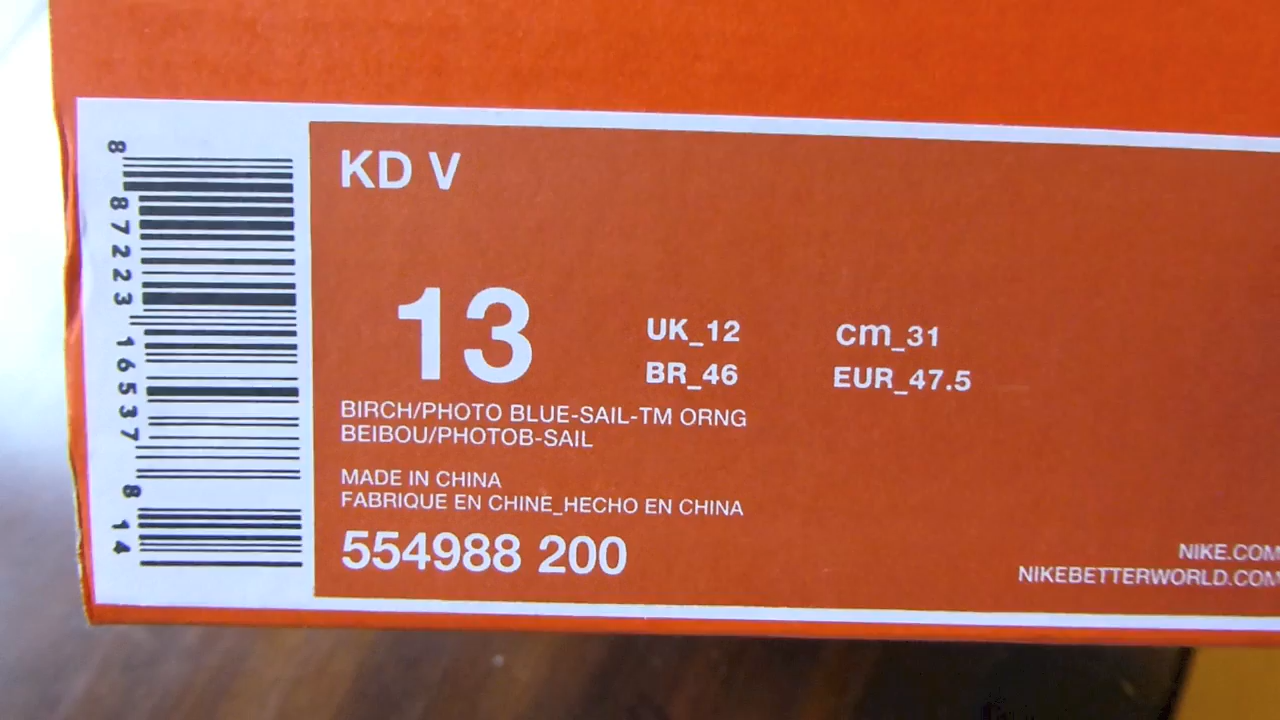 8 87223 16537 8 14
KD V
13
UK_12 cm_31
BR_46 EUR_47.5
BIRCH/PHOTO BLUE-SAIL-TM ORNG
BEIBOU/PHOTOB-SAIL
MADE IN CHINA
FABRIQUE EN CHINE_HECHO EN CHINA
554988 200
NIKE.COM
NIKEBETTERWORLD.COM